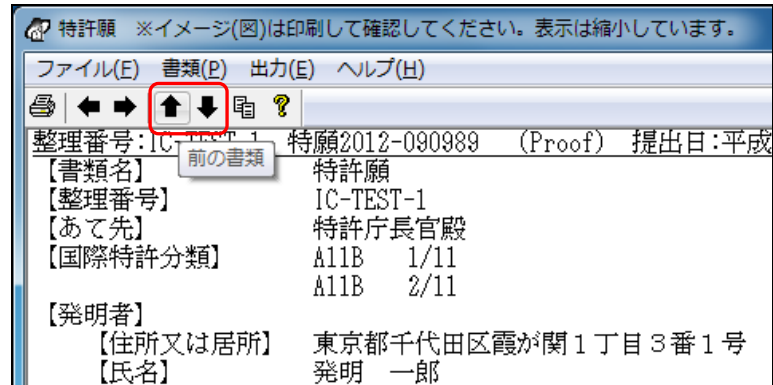 特許願　※イメージ(図)は印刷して確認してください。表示は縮小しています。
ファイル(F)　書類(P)　出力(E)　ヘルプ(H)
整理番号:IC-TEST-1　特願2012-090989　(Proof)　提出日:平成
前の書類
【書類名】　特許願
【整理番号】　IC-TEST-1
【あて先】　特許庁長官殿
【国際特許分類】　A11B　1/11
A11B　2/11
【発明者】
【住所又は居所】　東京都千代田区霞が関１丁目３番１号
【氏名】　発明　一郎